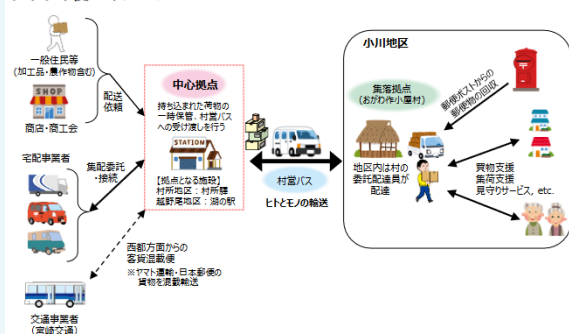 一般住民等
(加工品・農作物含む)
SHOP
商店・商工会
配送
依頼
宅配事業者
集配委託
・接続
交通事業者
(宮崎交通)
中心拠点
持ち込まれた荷物の
一時保管、村営バス
への受け渡しを行う
STATION
【拠点となる施設】
村所地区:村所驛
越野尾地区:湖の駅
西都方面からの
客貨混載便
※ヤマト運輸・日本郵便の
貨物を混載輸送
村営バス
ヒトとモノの輸送
小川地区
集落拠点
(おがわ作小屋村)
郵便ポストからの
郵便物の回収
地区内は村の
委託配達員が
配達
買物支援
集荷支援
見守りサービス, etc.